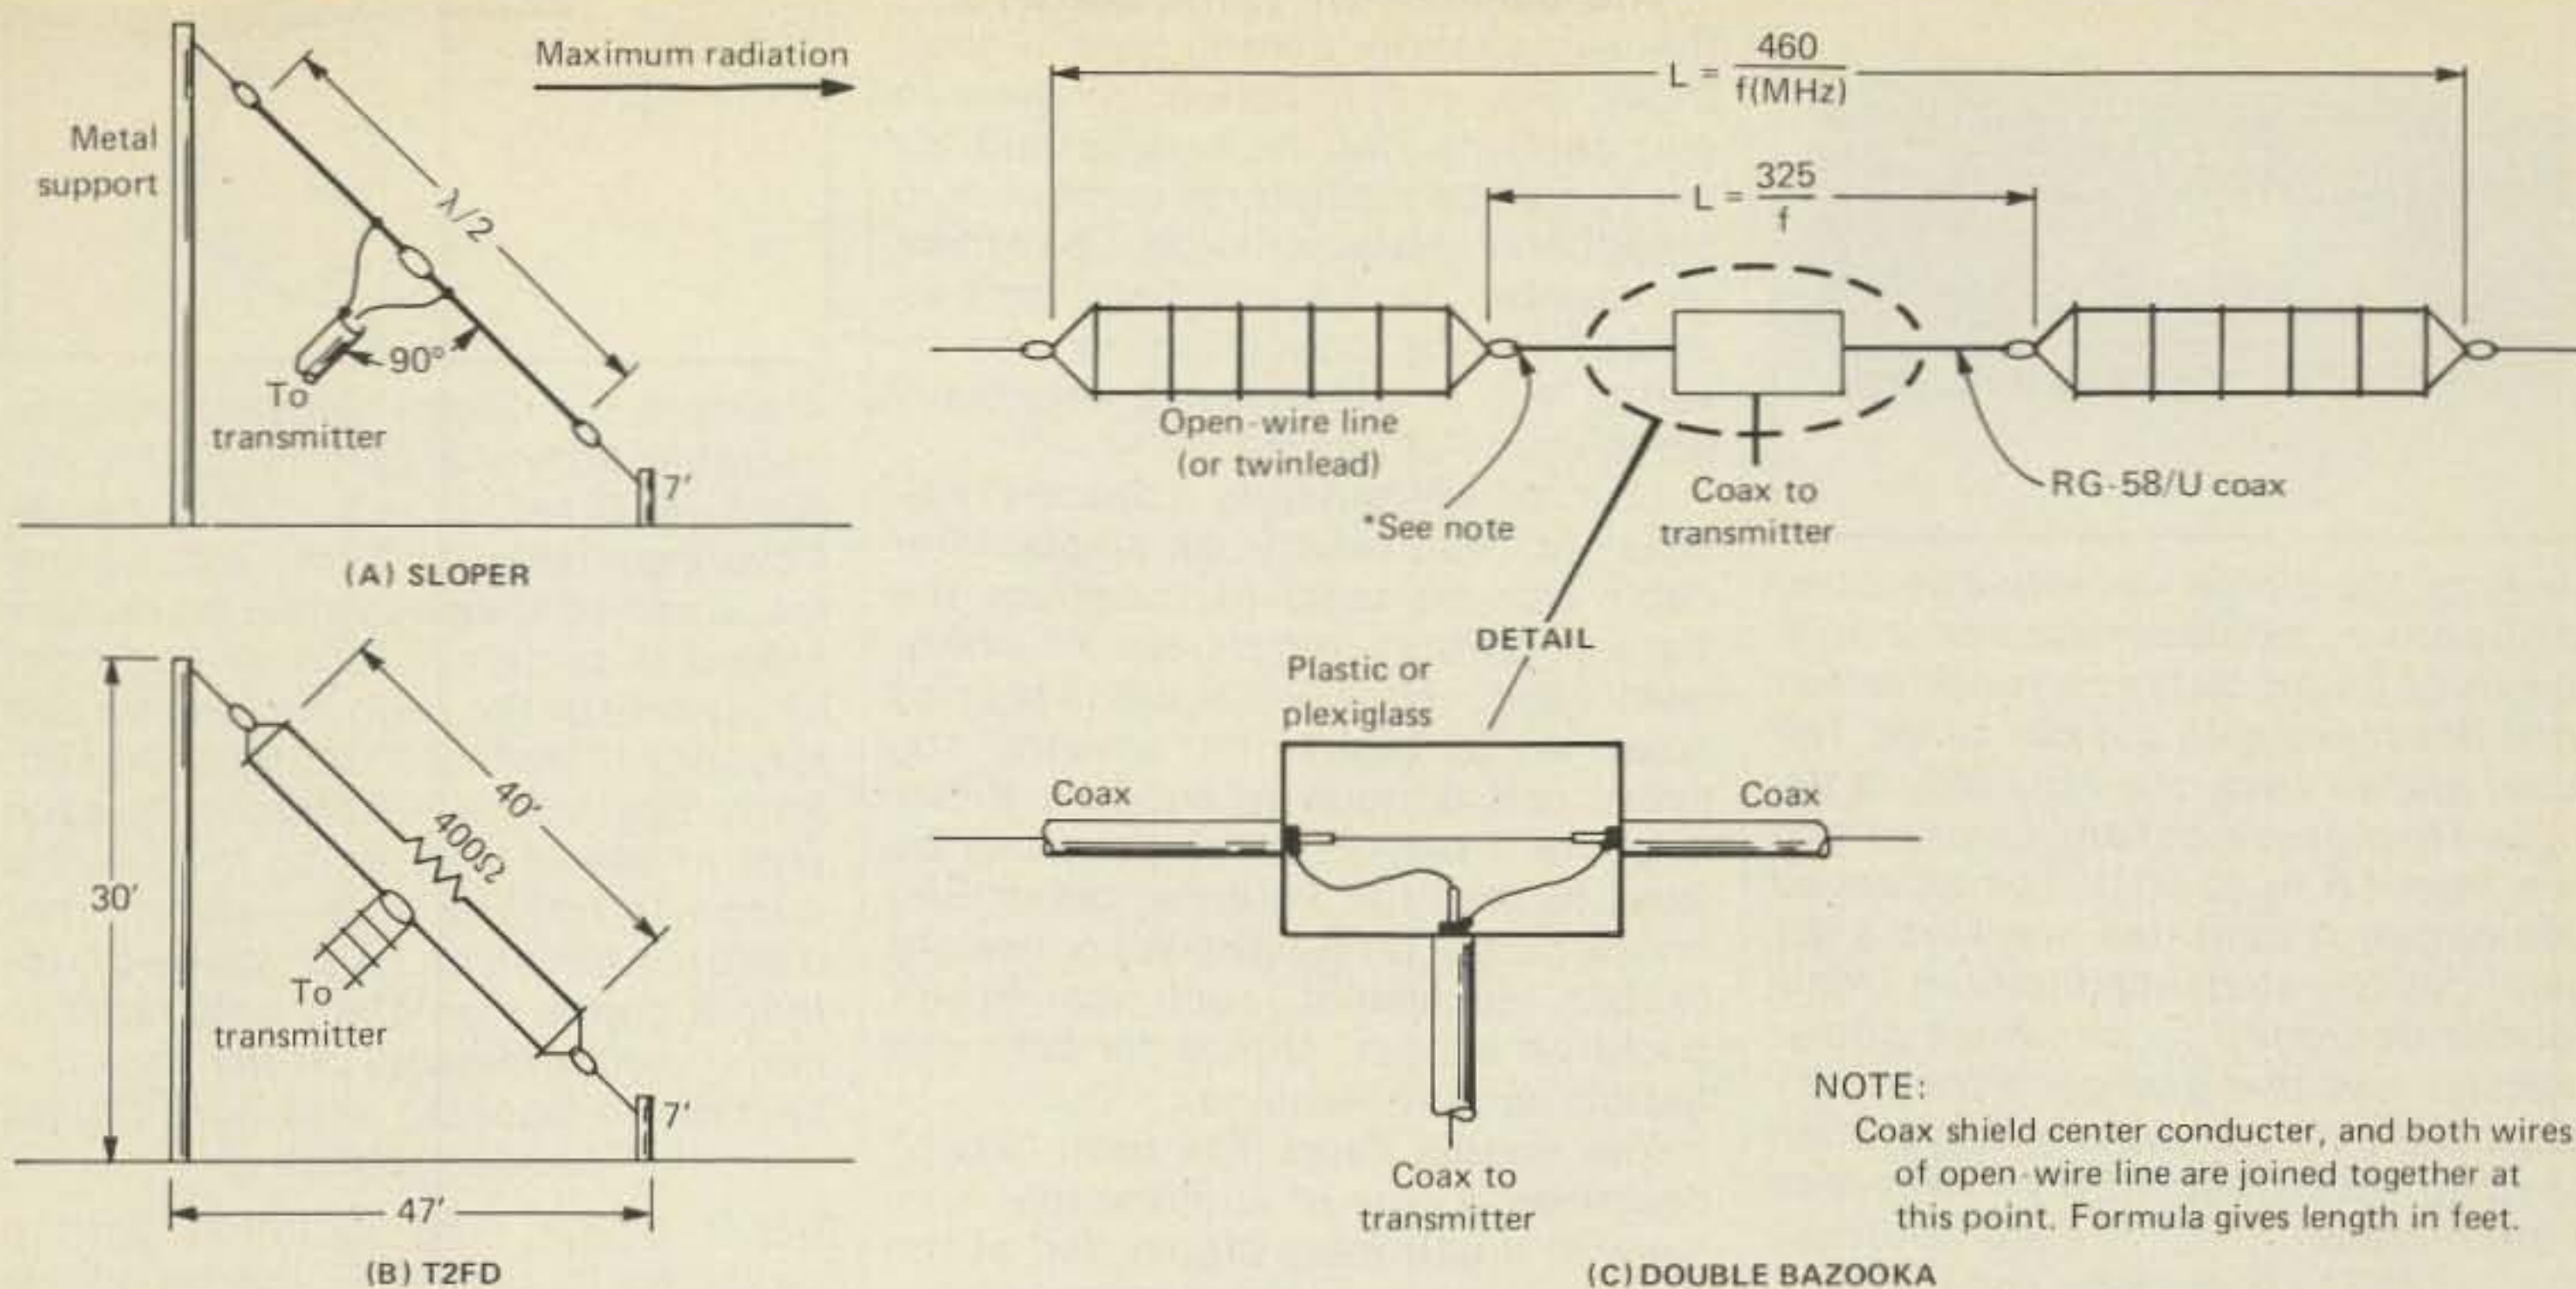 Maximum radiation
Metal
support
λ/2
90°
To
transmitter
7'
(A) SLOPER
30'
40'
400Ω
To
transmitter
7'
47'
(B) T2FD
L = 460
f(MHz)
L = 325
f
Open-wire line
(or twinlead)
*See note
Coax to
transmitter
RG-58/U coax
DETAIL
Plastic or
plexiglass
Coax
Coax
Coax to
transmitter
NOTE:
Coax shield center conducter, and both wires
of open-wire line are joined together at
this point. Formula gives length in feet.
(C) DOUBLE BAZOOKA